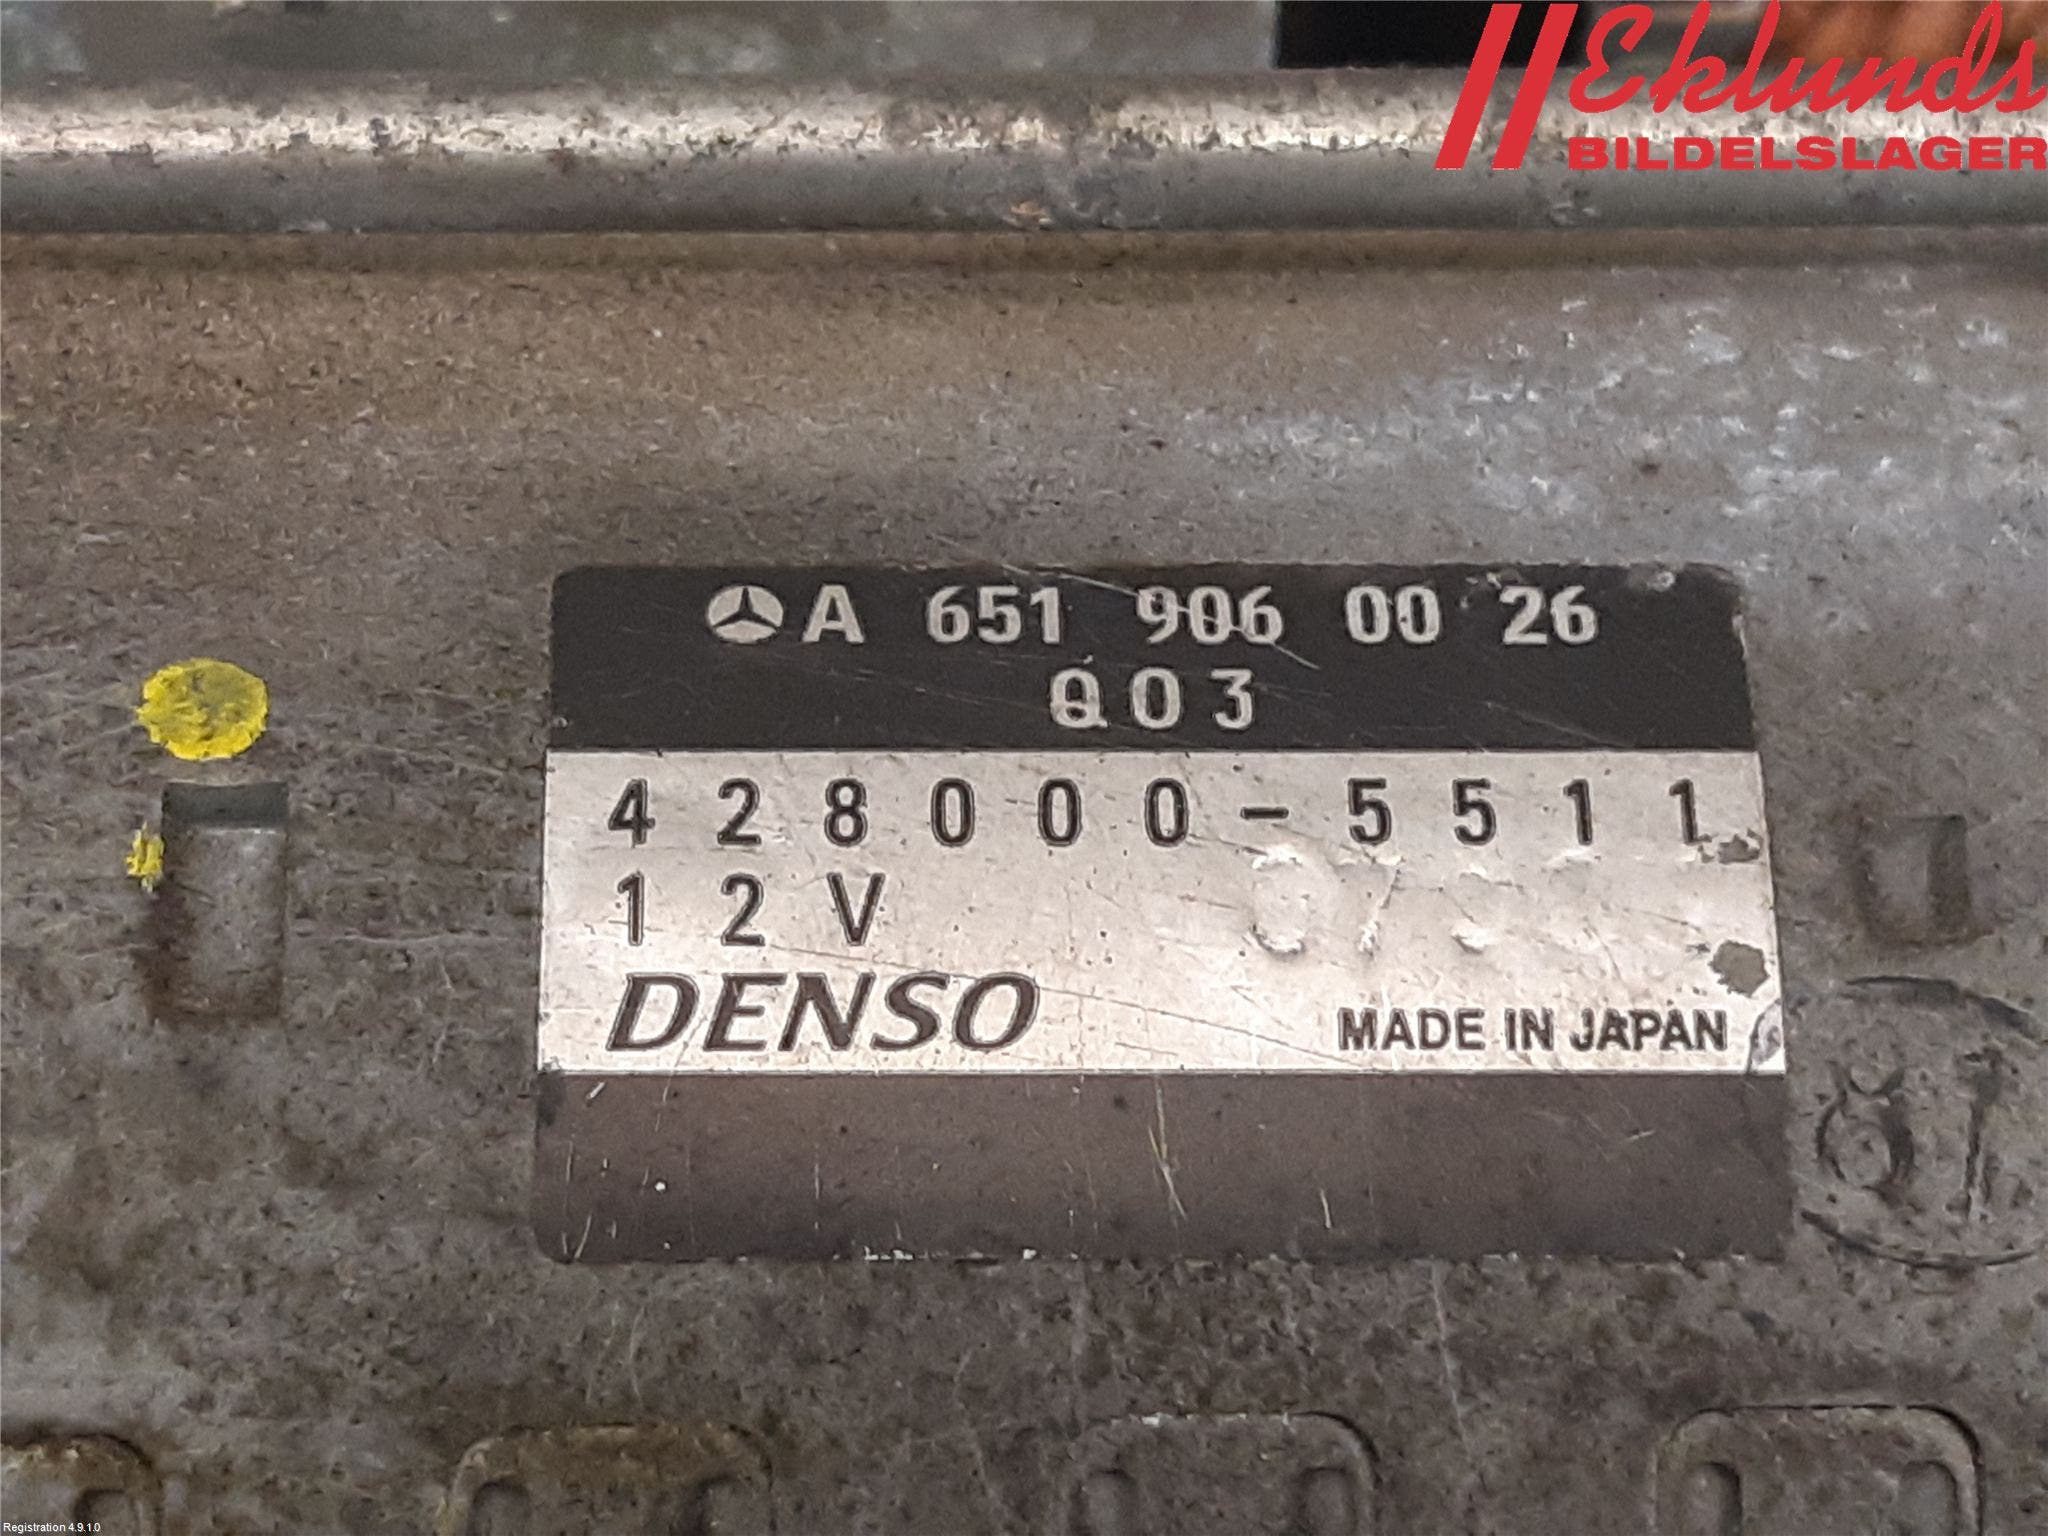 Eklunds
BILDELSLAGER
A 651 906 00 26
Q03
428000-5511
12V
DENSO
MADE IN JAPAN
Registration 4.9.1.0